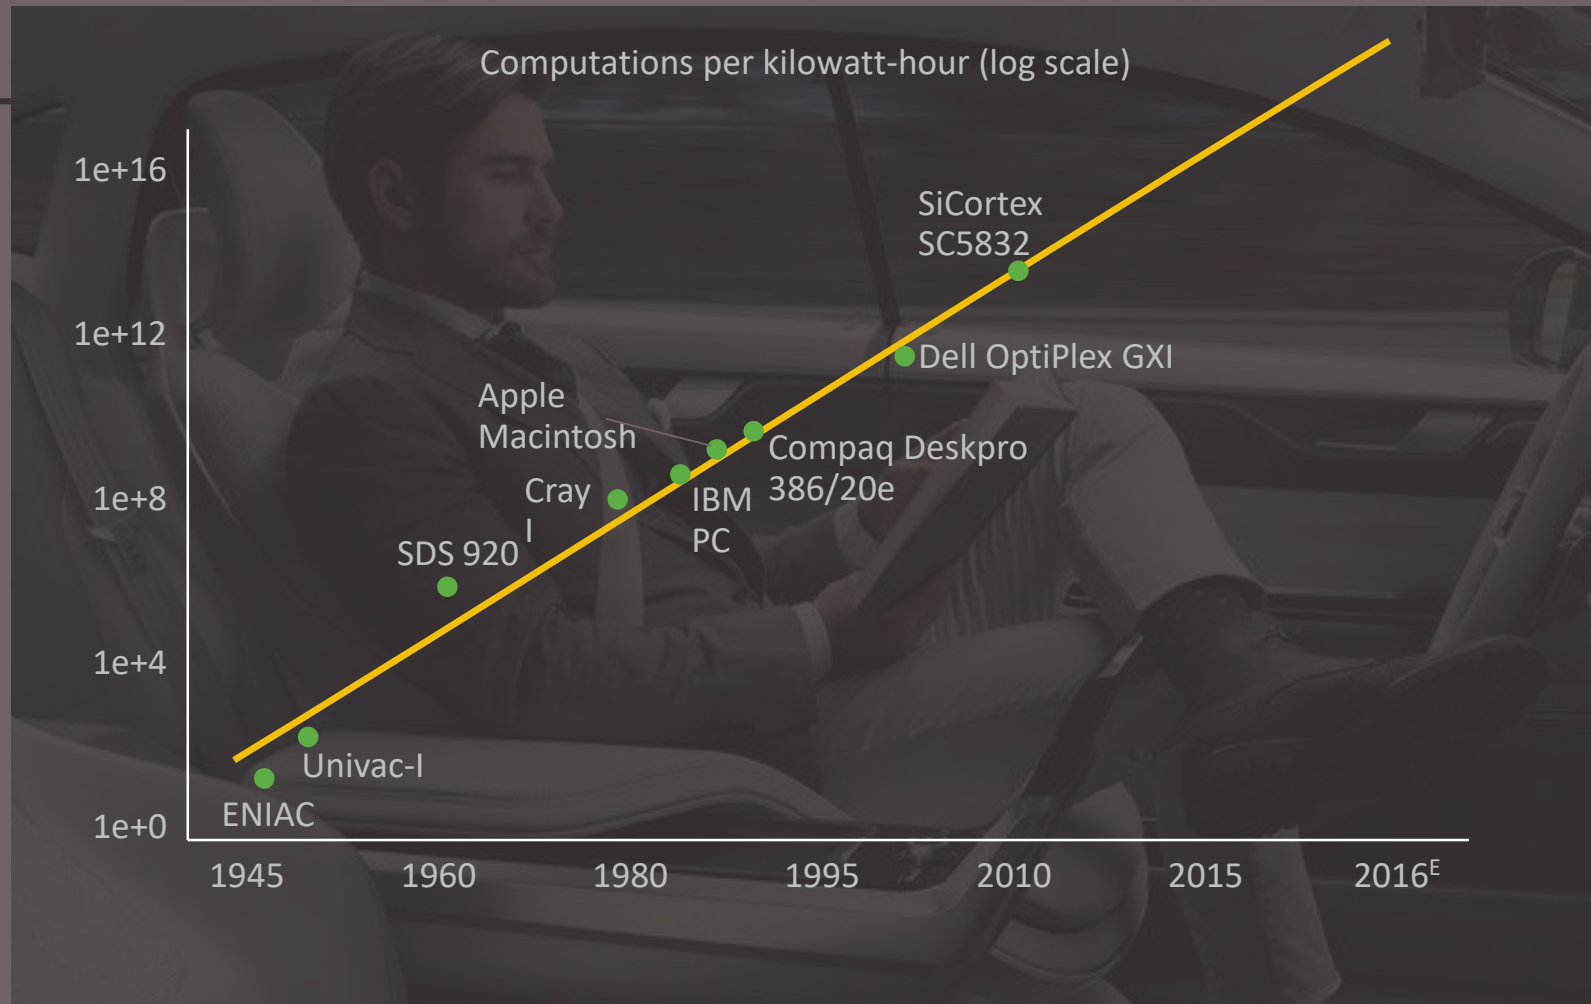 Computations per kilowatt-hour (log scale)
1e+16
1e+12
1e+8
1e+4
1e+0
SiCortex
SC5832
Dell OptiPlex GXI
Apple
Macintosh
Compaq Deskpro
386/20e
Cray
I
IBM
PC
SDS 920
Univac-I
ENIAC
1945 1960 1980 1995 2010 2015 2016ᴱ